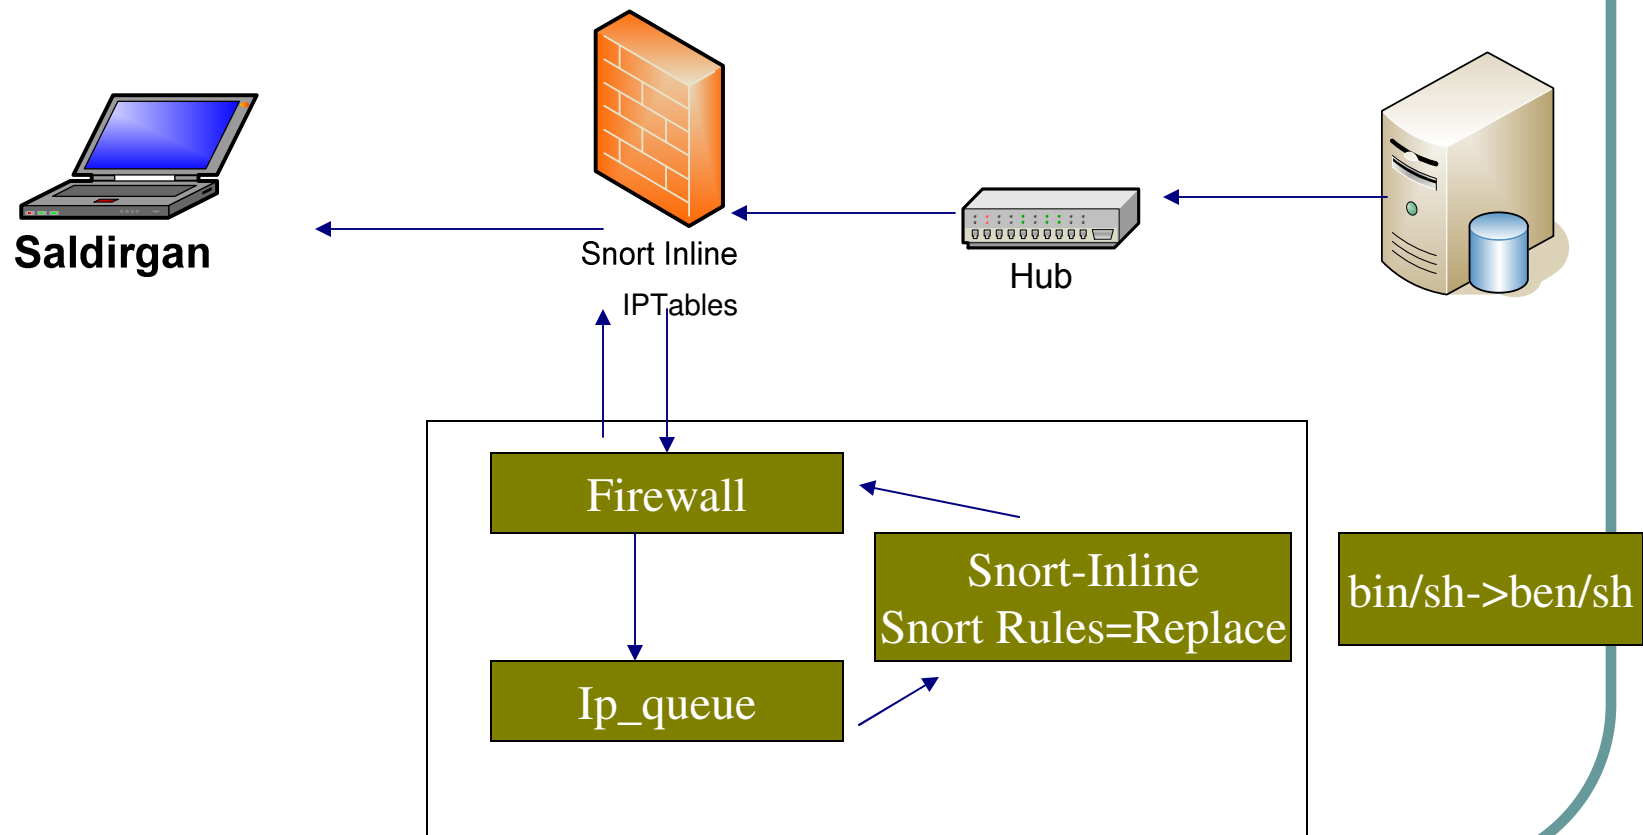 Saldirgan
Snort Inline
IPTables
Hub
Firewall
Snort-Inline
Snort Rules=Replace
bin/sh->ben/sh
Ip_queue